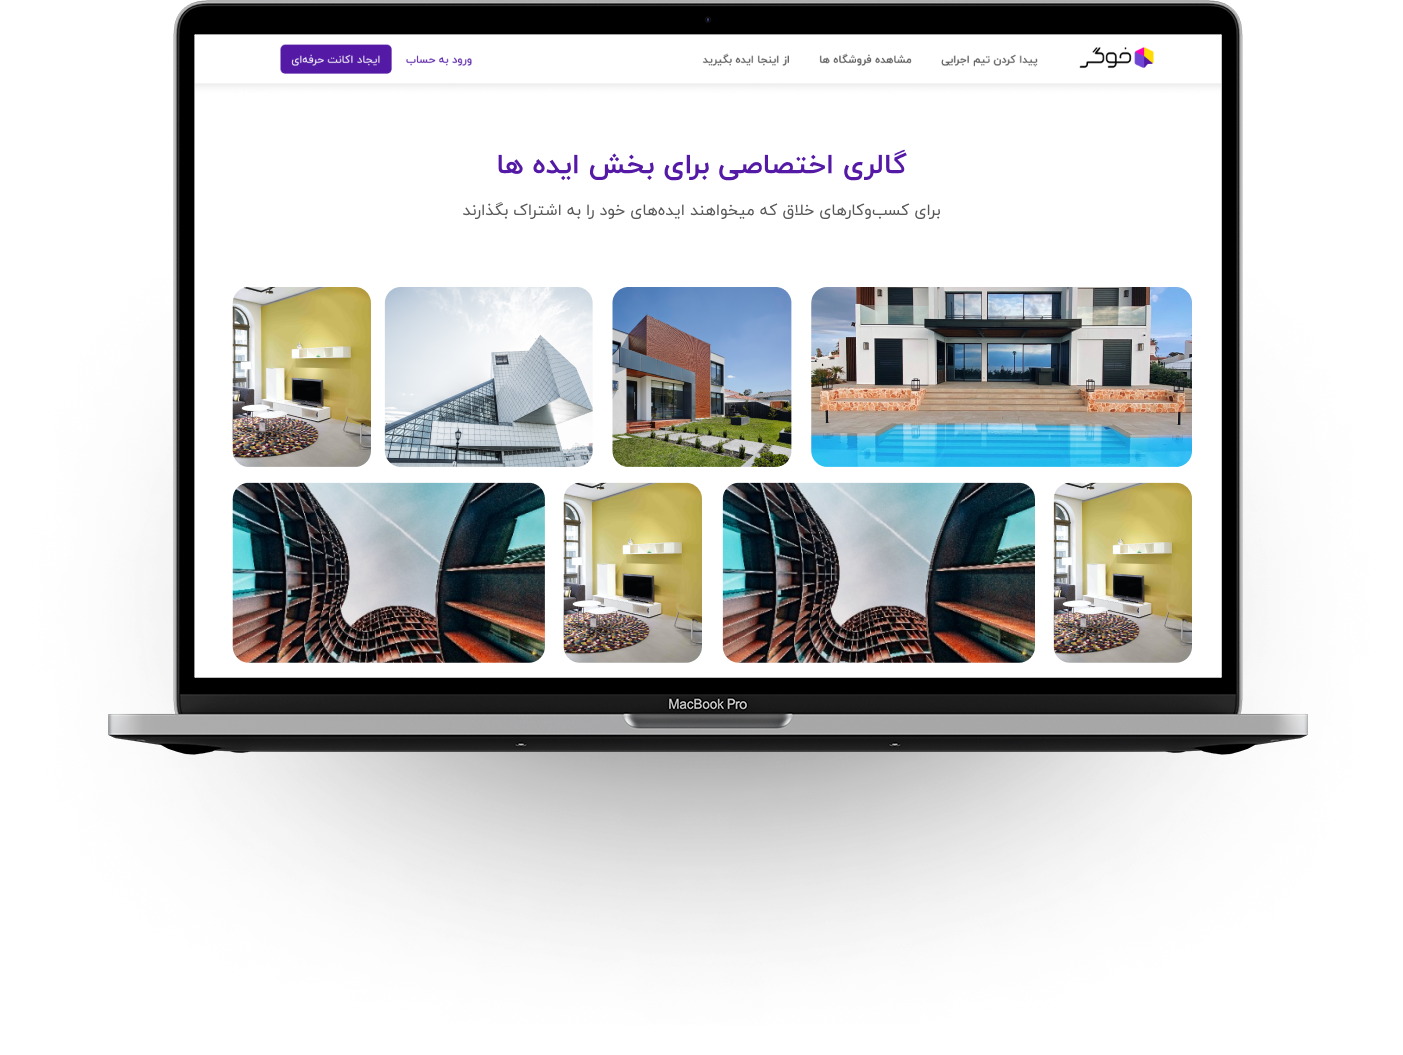 خوگر
پیدا کردن تیم اجرایی
مشاهده فروشگاه ها
از اینجا ایده بگیرید
ورود به حساب
ایجاد اکانت حرفه‌ای
گالری اختصاصی برای بخش ایده ها
برای کسب‌وکارهای خلاق که میخواهند ایده‌های خود را به اشتراک بگذارند
MacBook Pro